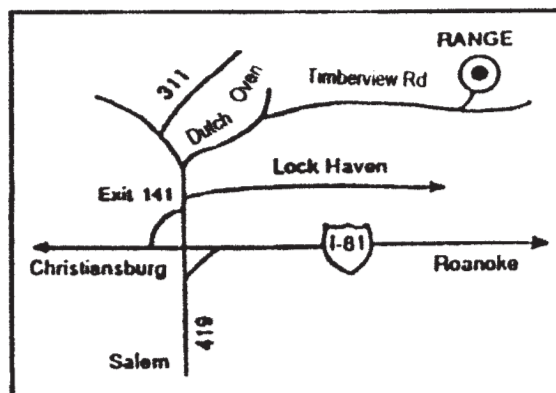 RANGE
311
Dutch Oven
Timberview Rd
Lock Haven
Exit 141
I-81
Christiansburg
Roanoke
419
Salem